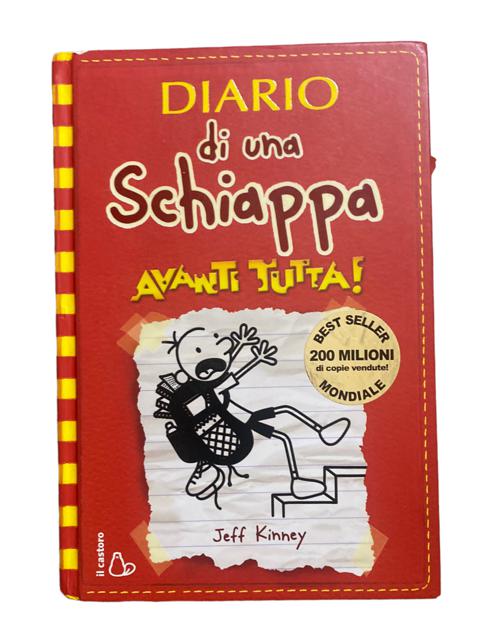 DIARIO
di una
Schiappa
AVANTI TUTTA!
BEST SELLER
200 MILIONI
di copie vendute!
MONDIALE
Jeff Kinney
il castoro